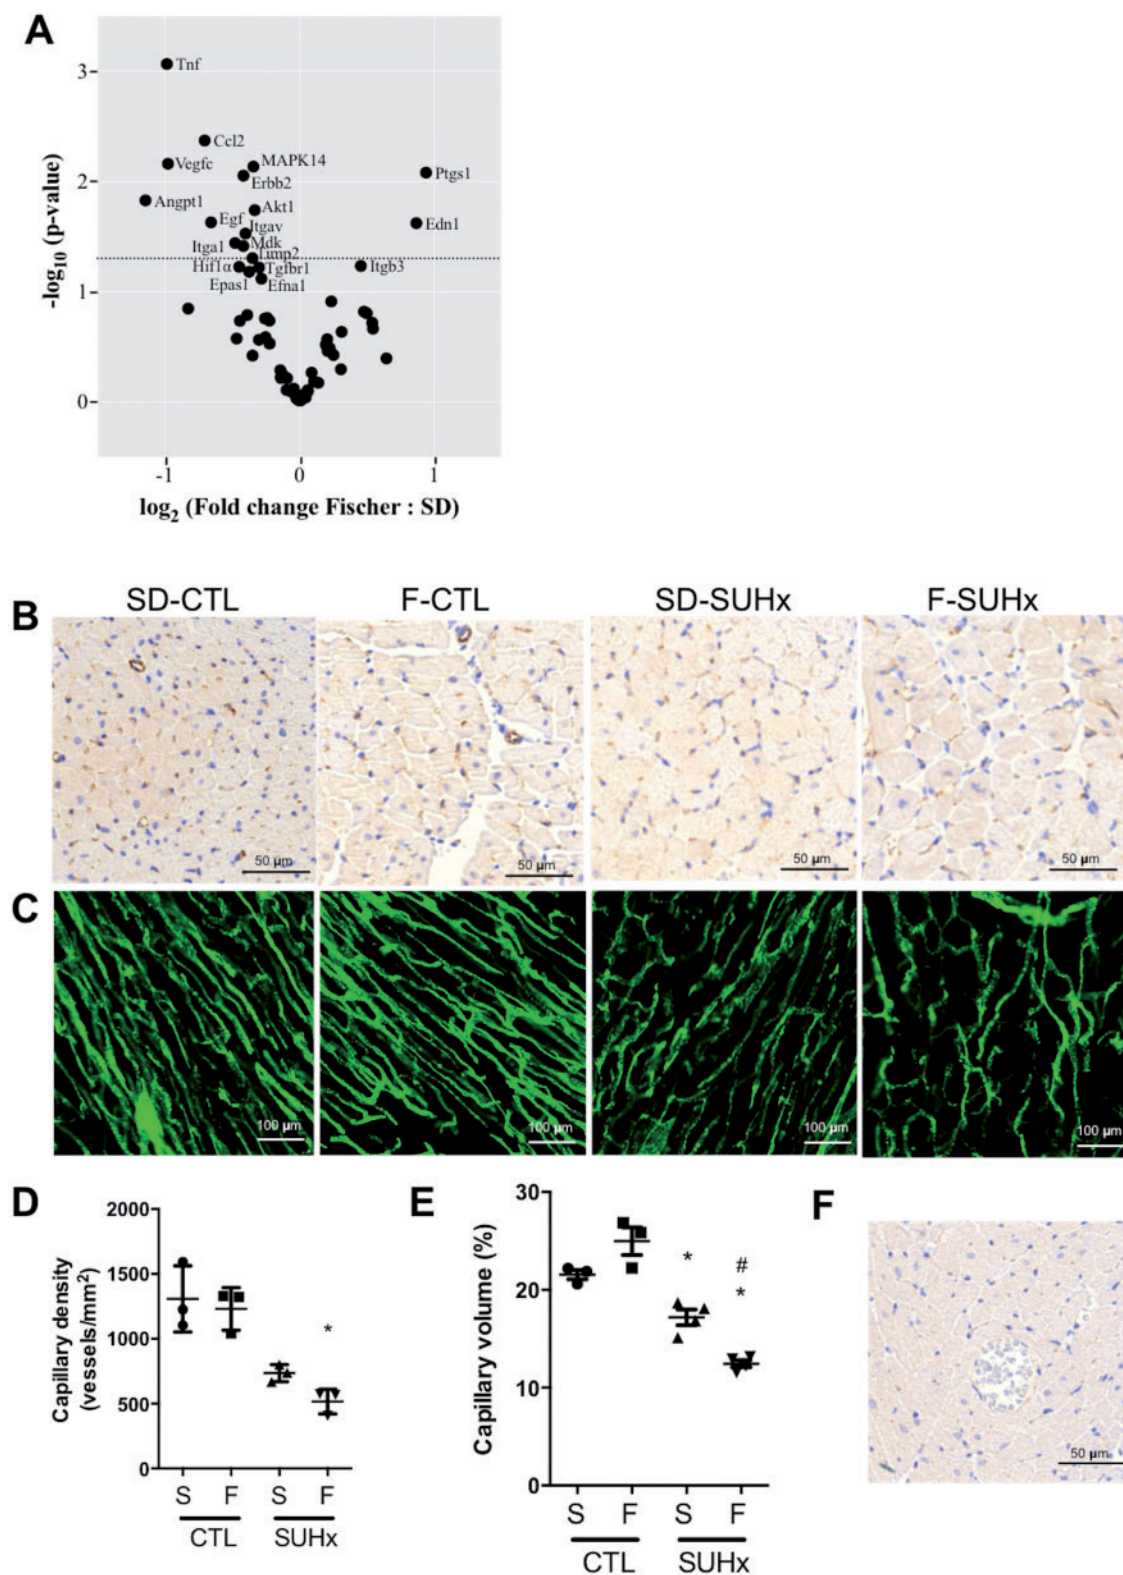 A
3
2
1
0
-log10 (p-value)
Tnf
Ccl2
Vegfc
MAPK14
Erbb2
Ptgs1
Angpt1
Akt1
Egf
Itgav
Edn1
Itga1
Mdk
Timp2
Hif1α
Tgfbr1
Itgb3
Epas1
Efna1
-1 0 1
log2 (Fold change Fischer : SD)
B
SD-CTL F-CTL SD-SUHx F-SUHx
50 µm 50 µm 50 µm 50 µm
C
100 µm 100 µm 100 µm 100 µm
D
Capillary density
(vessels/mm2)
2000
1500
1000
500
0
*
S F S F
CTL SUHx
E
Capillary volume (%)
30
20
10
0
*
#
*
S F S F
CTL SUHx
F
50 µm